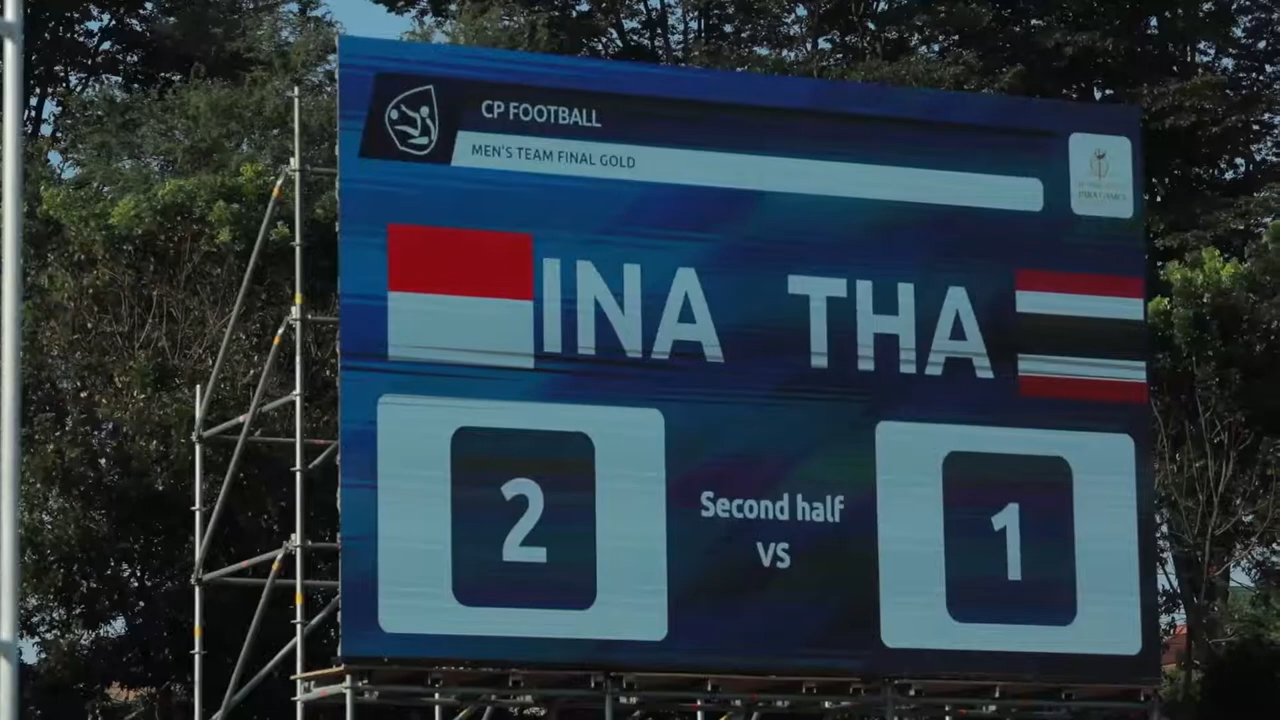 CP FOOTBALL
MEN'S TEAM FINAL GOLD
INA THA
2
Second half
VS
1